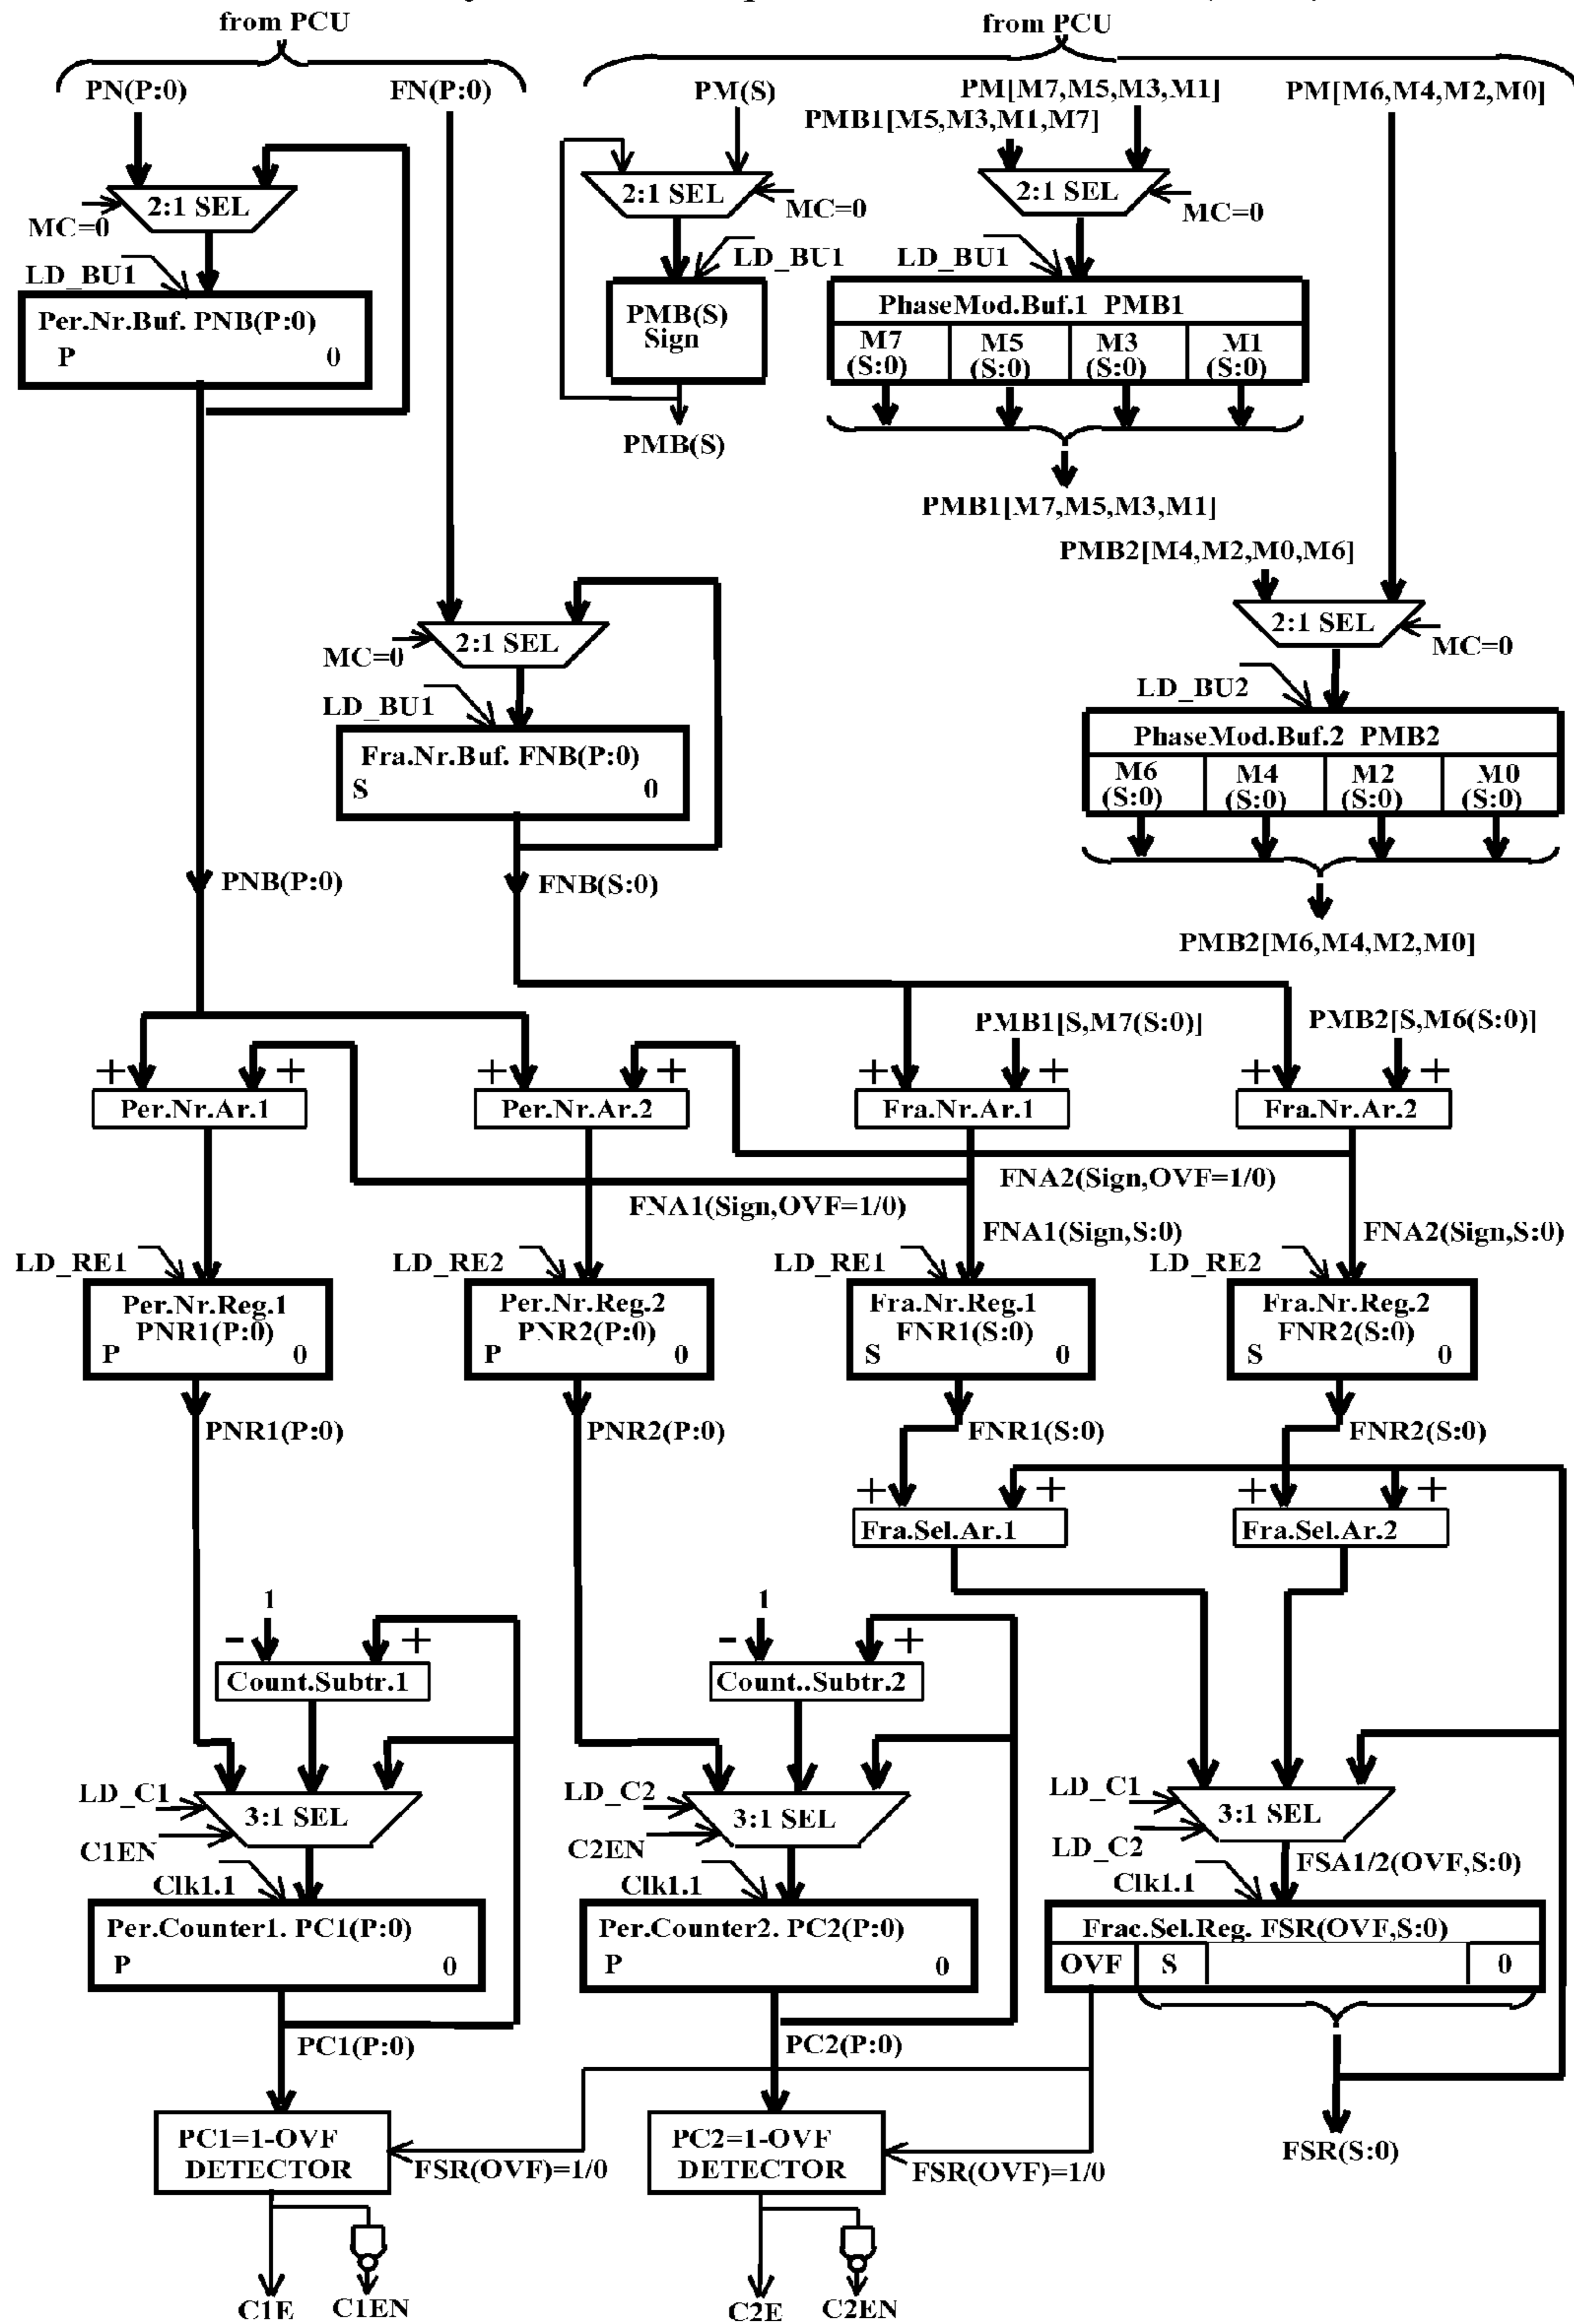 from PCU
from PCU
PN(P:0)
FN(P:0)
PM(S)
PM[M7,M5,M3,M1]
PM[M6,M4,M2,M0]
PMB1[M5,M3,M1,M7]
2:1 SEL
MC=0
2:1 SEL
MC=0
2:1 SEL
MC=0
LD_BU1
LD_BU1
LD_BU1
Per.Nr.Buf. PNB(P:0)
P 0
PMB(S)
Sign
PhaseMod.Buf.1 PMB1
M7 M5 M3 M1
(S:0) (S:0) (S:0) (S:0)
PMB(S)
PMB1[M7,M5,M3,M1]
PMB2[M4,M2,M0,M6]
2:1 SEL
MC=0
2:1 SEL
MC=0
LD_BU1
LD_BU2
Fra.Nr.Buf. FNB(P:0)
S 0
PhaseMod.Buf.2 PMB2
M6 M4 M2 M0
(S:0) (S:0) (S:0) (S:0)
PNB(P:0)
FNB(S:0)
PMB2[M6,M4,M2,M0]
PMB1[S,M7(S:0)]
PMB2[S,M6(S:0)]
+ + + + + + + +
Per.Nr.Ar.1
Per.Nr.Ar.2
Fra.Nr.Ar.1
Fra.Nr.Ar.2
FNA1(Sign,OVF=1/0)
FNA2(Sign,OVF=1/0)
FNA1(Sign,S:0)
FNA2(Sign,S:0)
LD_RE1
LD_RE2
LD_RE1
LD_RE2
Per.Nr.Reg.1
PNR1(P:0)
P 0
Per.Nr.Reg.2
PNR2(P:0)
P 0
Fra.Nr.Reg.1
FNR1(S:0)
S 0
Fra.Nr.Reg.2
FNR2(S:0)
S 0
PNR1(P:0)
PNR2(P:0)
FNR1(S:0)
FNR2(S:0)
+ + + +
Fra.Sel.Ar.1
Fra.Sel.Ar.2
1
1
- + - +
Count.Subtr.1
Count..Subtr.2
LD_C1
3:1 SEL
C1EN
LD_C2
3:1 SEL
C2EN
LD_C1
3:1 SEL
LD_C2
FSA1/2(OVF,S:0)
Clk1.1
Clk1.1
Clk1.1
Per.Counter1. PC1(P:0)
P 0
Per.Counter2. PC2(P:0)
P 0
Frac.Sel.Reg. FSR(OVF,S:0)
OVF S 0
PC1(P:0)
PC2(P:0)
PC1=1-OVF
DETECTOR
FSR(OVF)=1/0
PC2=1-OVF
DETECTOR
FSR(OVF)=1/0
FSR(S:0)
C1E
C1EN
C2E
C2EN